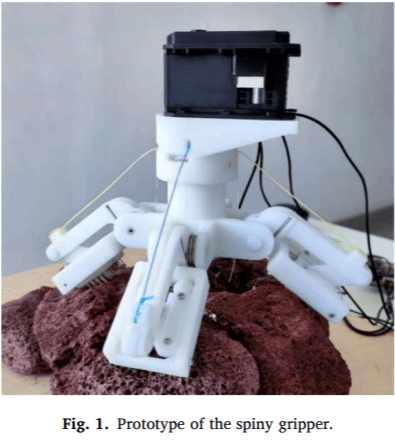 Fig. 1. Prototype of the spiny gripper.